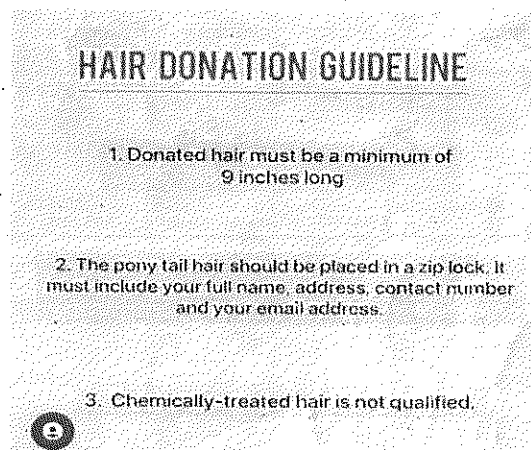 HAIR DONATION GUIDELINE
1. Donated hair must be a minimum of
9 inches long
2. The pony tail hair should be placed in a zip lock. It
must include your full name, address, contact number
and your email address.
3. Chemically-treated hair is not qualified.